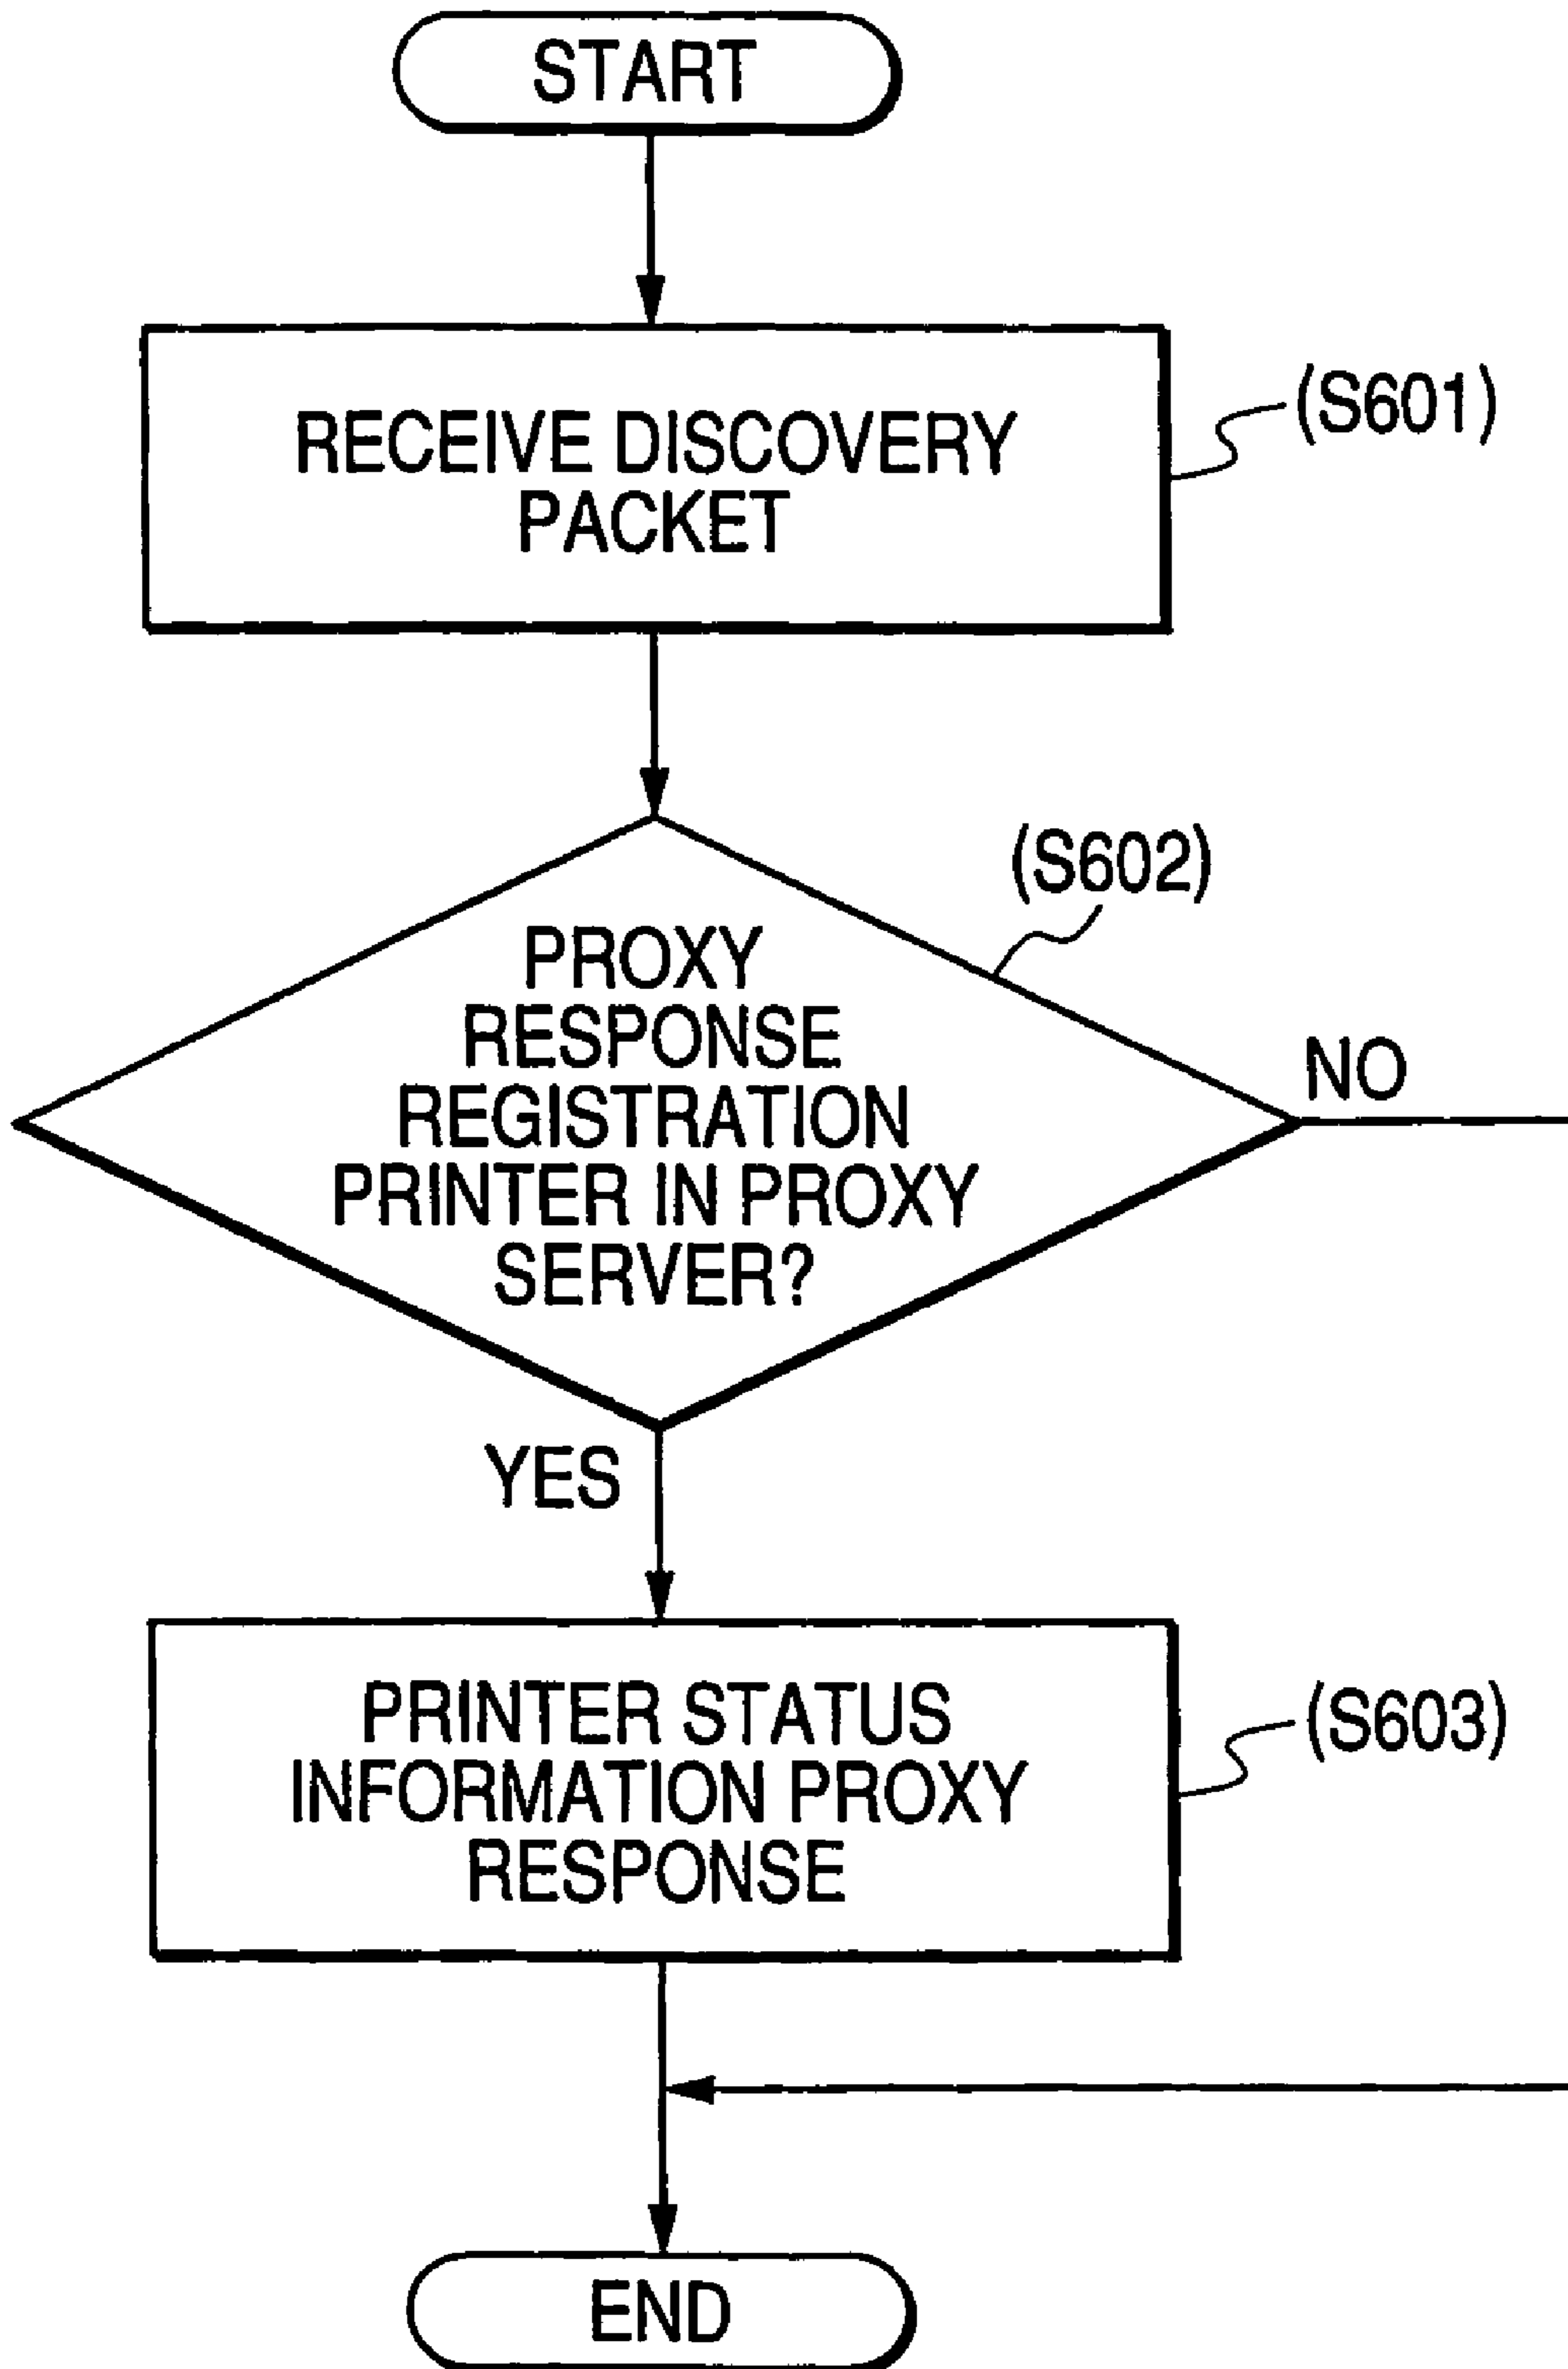 START
RECEIVE DISCOVERY
PACKET
(S601)
PROXY
RESPONSE
REGISTRATION
PRINTER IN PROXY
SERVER?
(S602)
NO
YES
PRINTER STATUS
INFORMATION PROXY
RESPONSE
(S603)
END